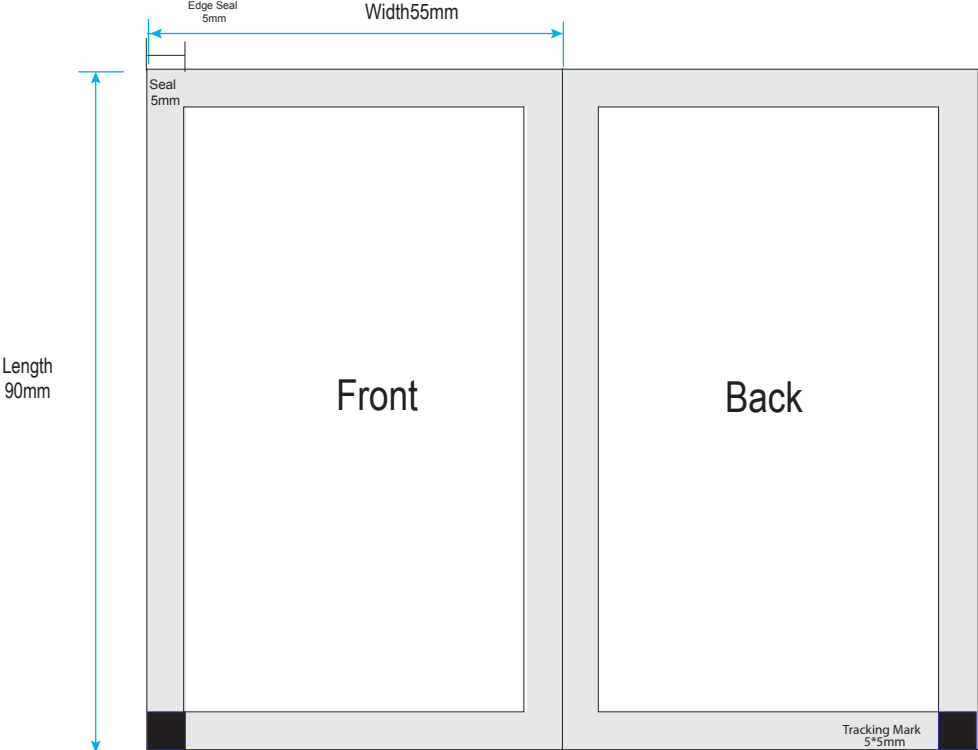 Edge Seal
5mm
Width55mm
Seal
5mm
Length
90mm
Front
Back
Tracking Mark
5*5mm